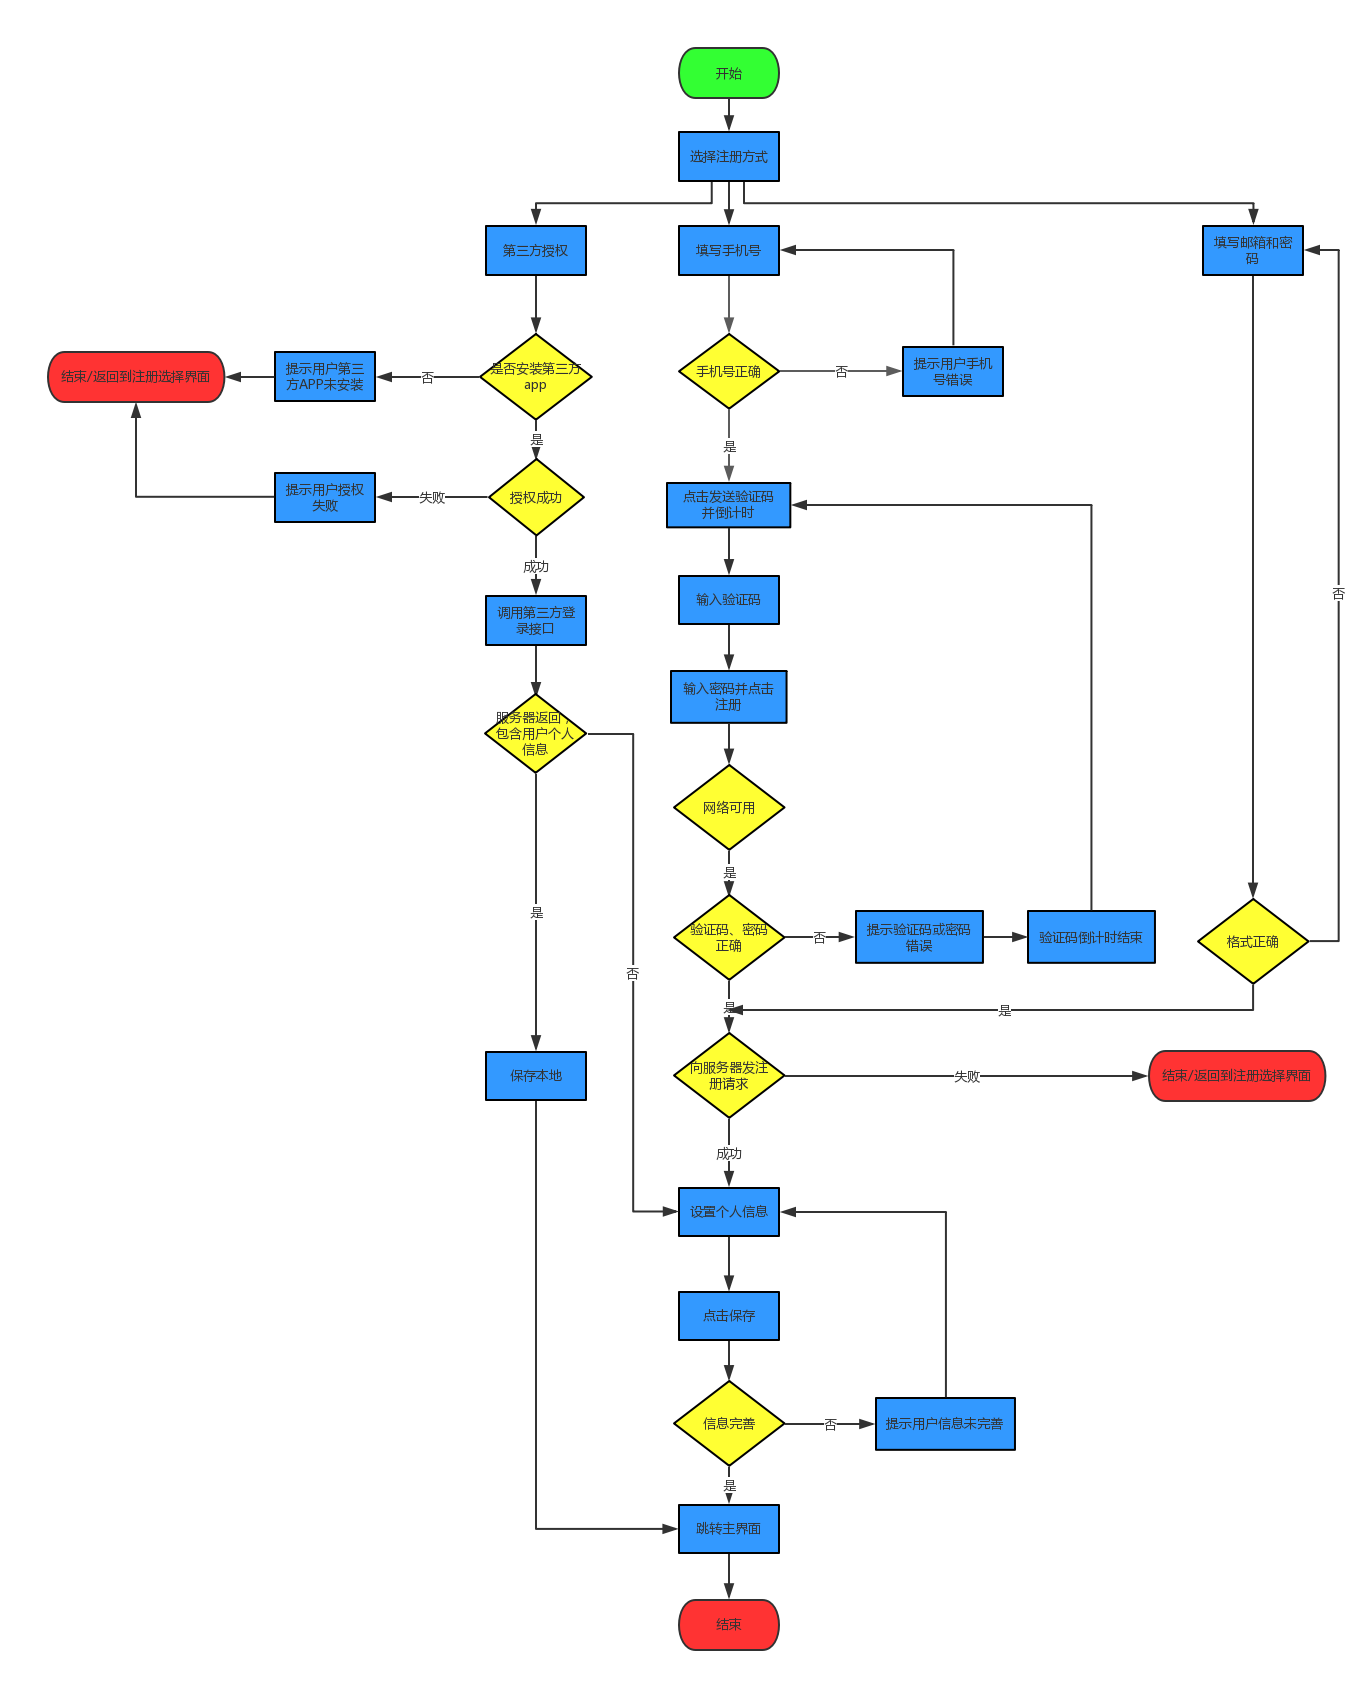 开始
选择注册方式
第三方授权
填写手机号
填写邮箱和密
码
结束/返回到注册选择界面
提示用户第三
方APP未安装
否
是否安装第三方
app
手机号正确
否
提示用户手机
号错误
是
是
提示用户授权
失败
失败
授权成功
点击发送验证码
并倒计时
成功
输入验证码
否
调用第三方登
录接口
输入密码并点击
注册
服务器返回，
包含用户个人
信息
网络可用
是
是
验证码、密码
正确
否
提示验证码或密码
错误
验证码倒计时结束
格式正确
否
是
是
保存本地
向服务器发注
册请求
失败
结束/返回到注册选择界面
成功
设置个人信息
点击保存
信息完善
否
提示用户信息未完善
是
跳转主界面
结束